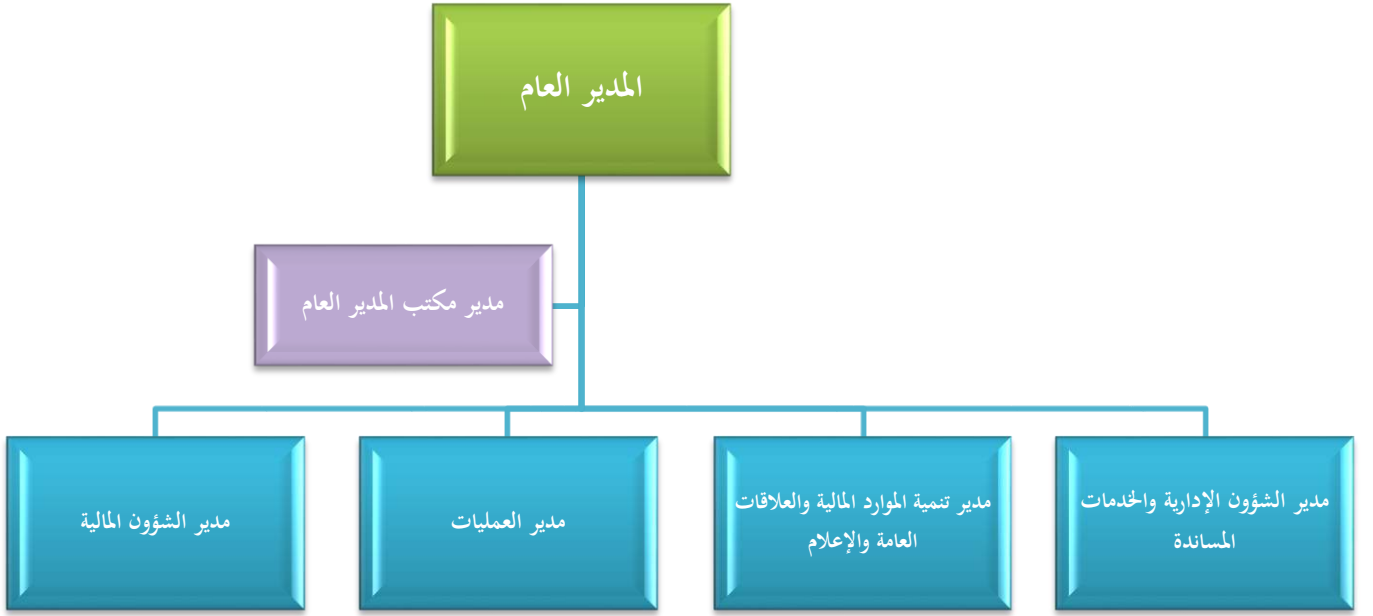 المدير العام
مدير مكتب المدير العام
مدير الشؤون الإدارية والخدمات
المساندة
مدير تنمية الموارد المالية والعلاقات
العامة والإعلام
مدير العمليات
مدير الشؤون المالية